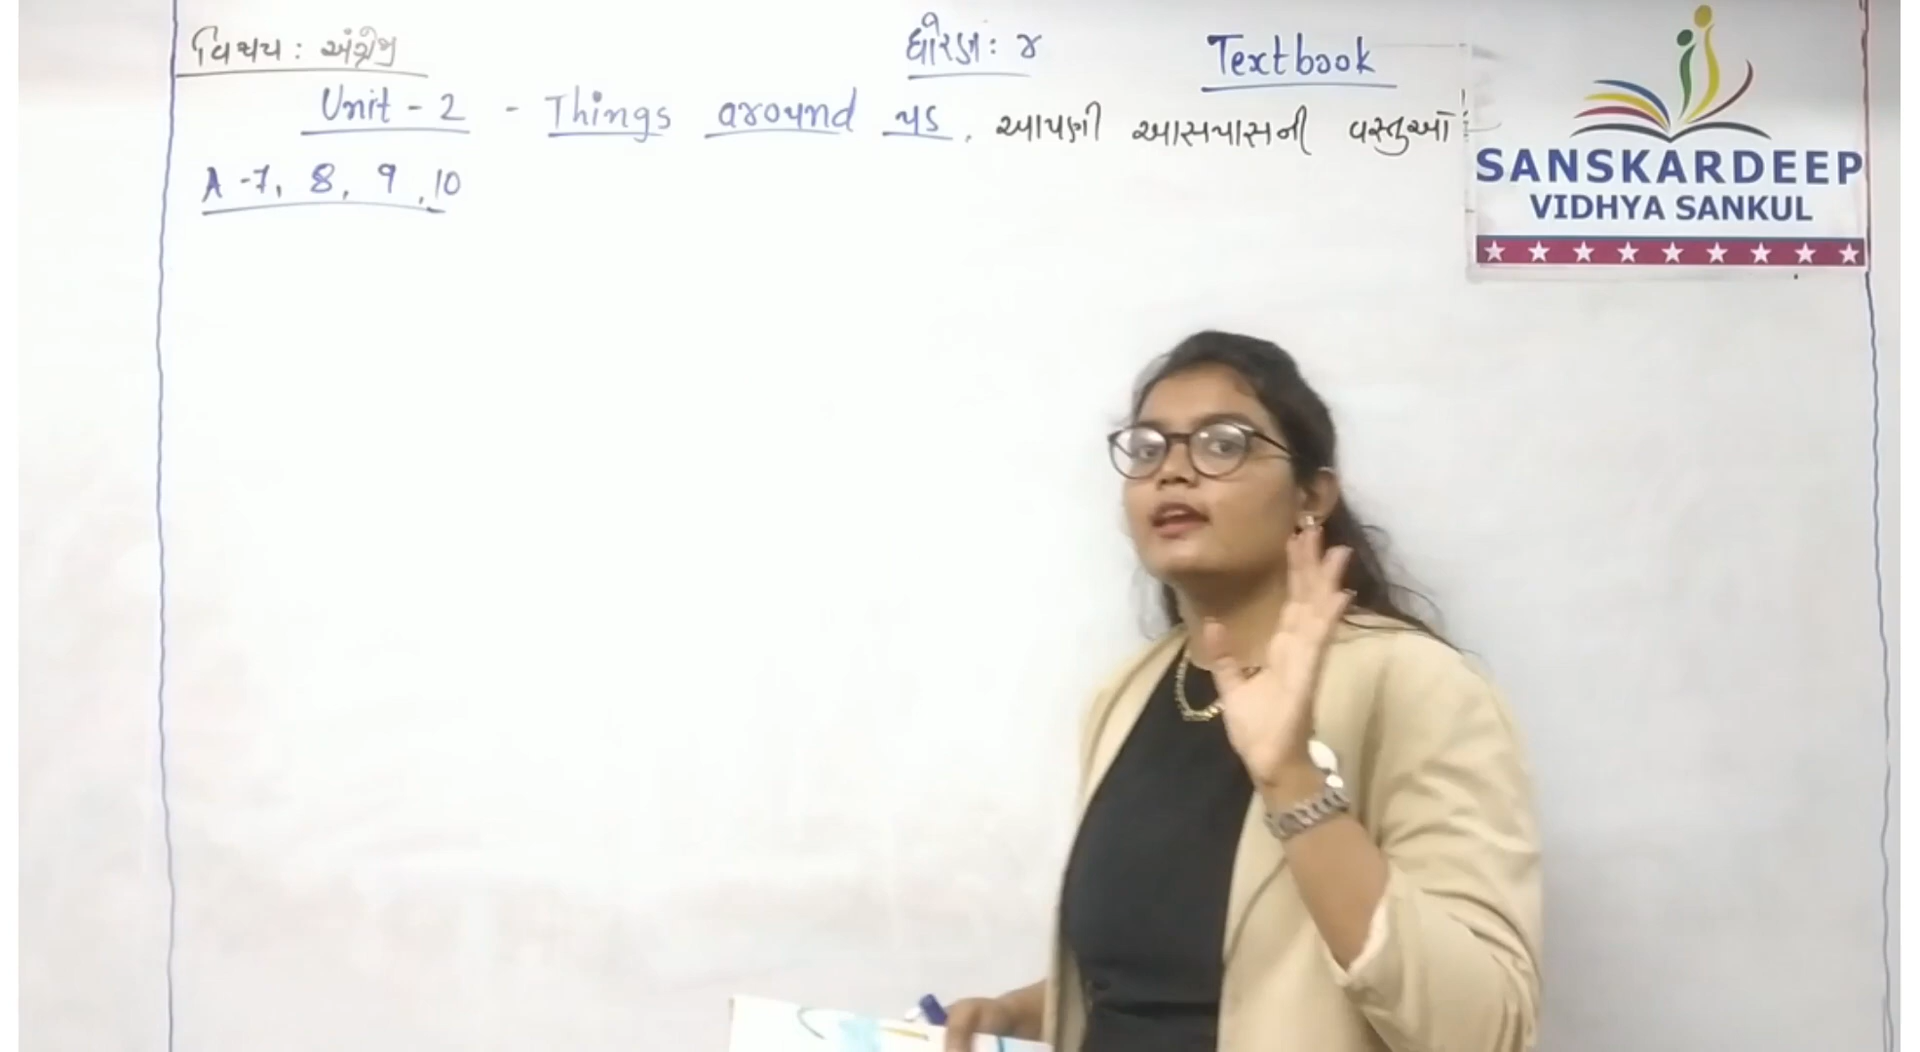 વિષય : અંગ્રેજી ધોરણ : ૪ Textbook
Unit - 2 - Things around us, આપણી આસપાસની વસ્તુઓ
A -7, 8, 9, 10
SANSKARDEEP
VIDHYA SANKUL